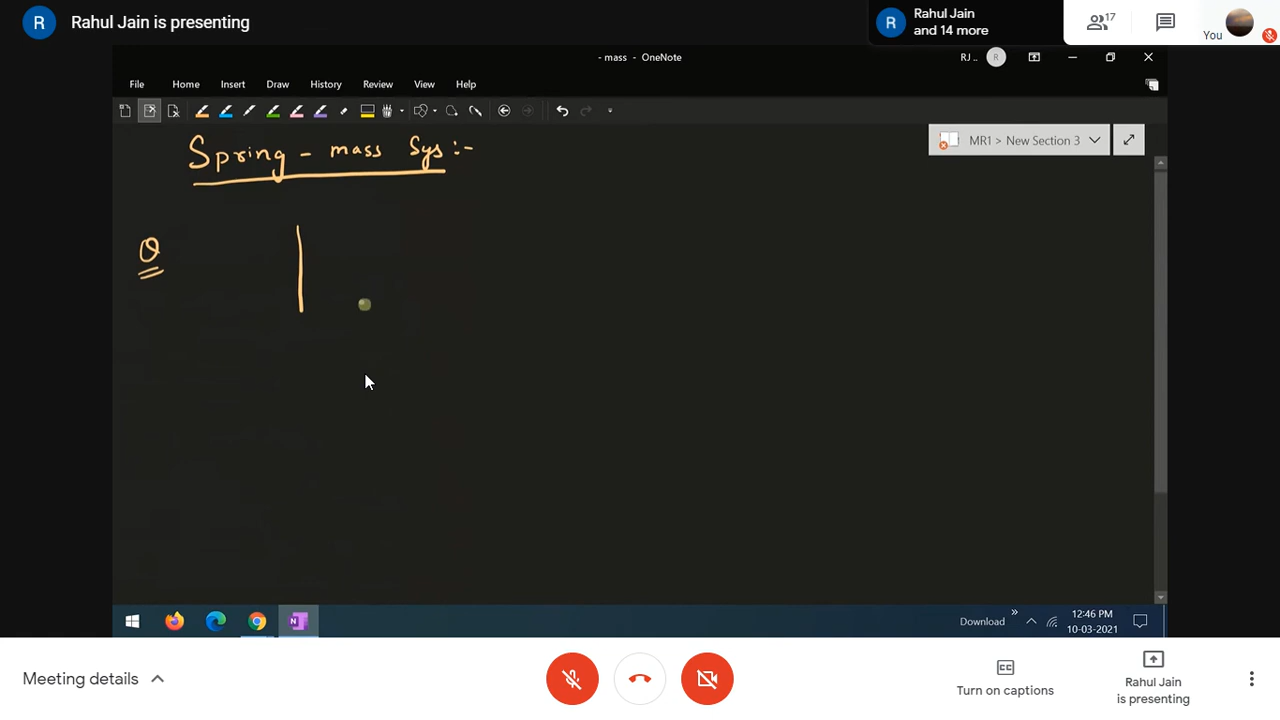 R Rahul Jain is presenting
R Rahul Jain
and 14 more
17
You
- mass - OneNote
RJ .. R
File Home Insert Draw History Review View Help
MR1 > New Section 3
Spring - mass Sys :-
Q
Download
12:46 PM
10-03-2021
Meeting details
CC
Turn on captions
Rahul Jain
is presenting